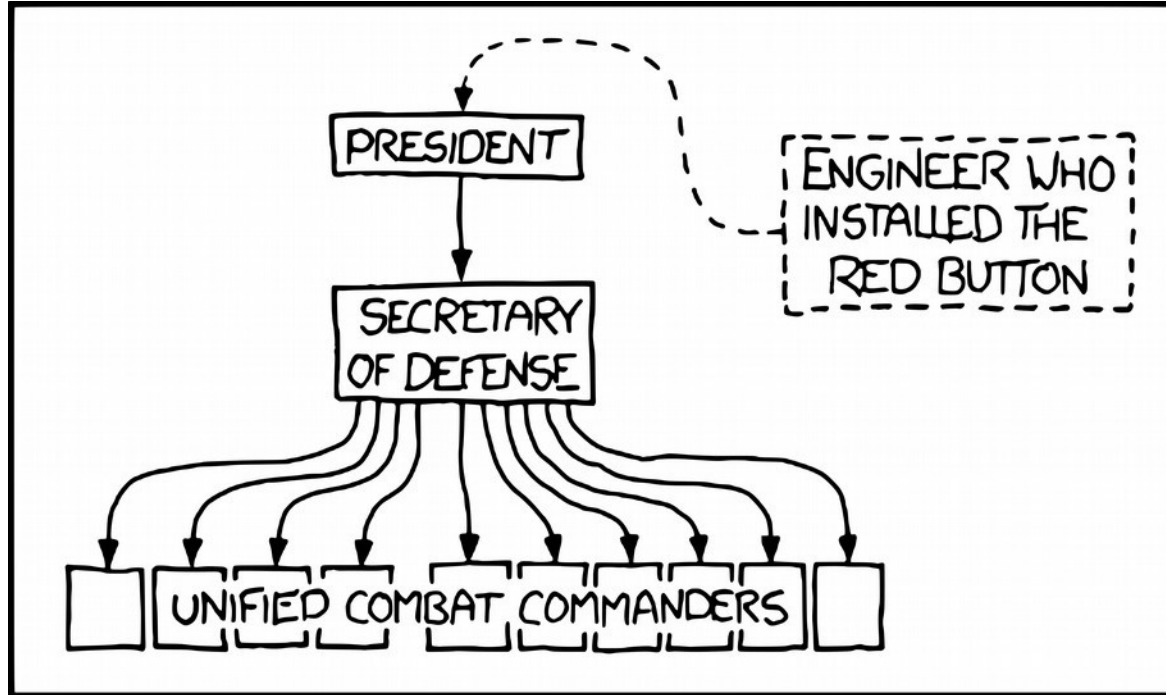 PRESIDENT
ENGINEER WHO
INSTALLED THE
RED BUTTON
SECRETARY
OF DEFENSE
UNIFIED COMBAT COMMANDERS